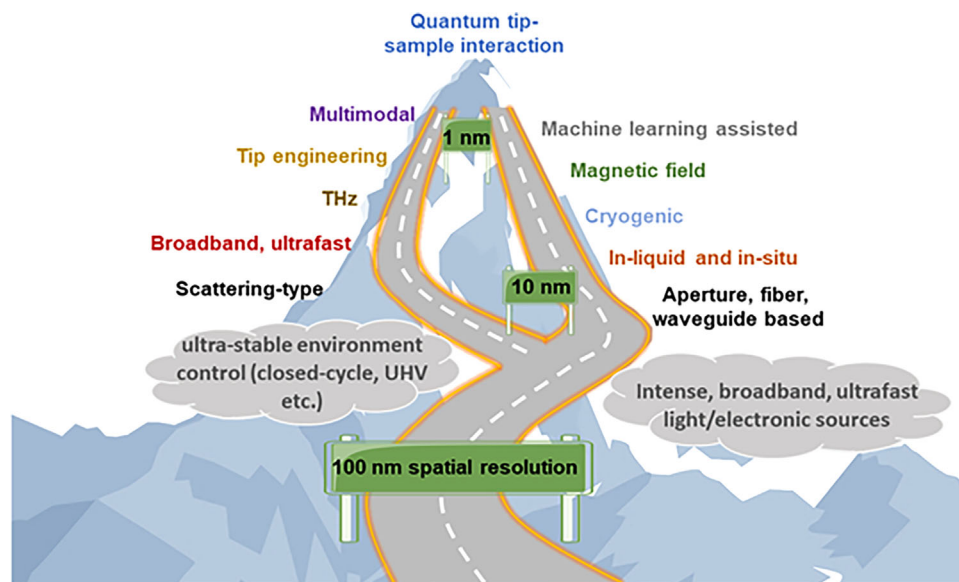 Quantum tip-
sample interaction
Multimodal
1 nm
Machine learning assisted
Tip engineering
Magnetic field
THz
Cryogenic
Broadband, ultrafast
In-liquid and in-situ
Scattering-type
10 nm
Aperture, fiber,
waveguide based
ultra-stable environment
control (closed-cycle, UHV
etc.)
Intense, broadband, ultrafast
light/electronic sources
100 nm spatial resolution